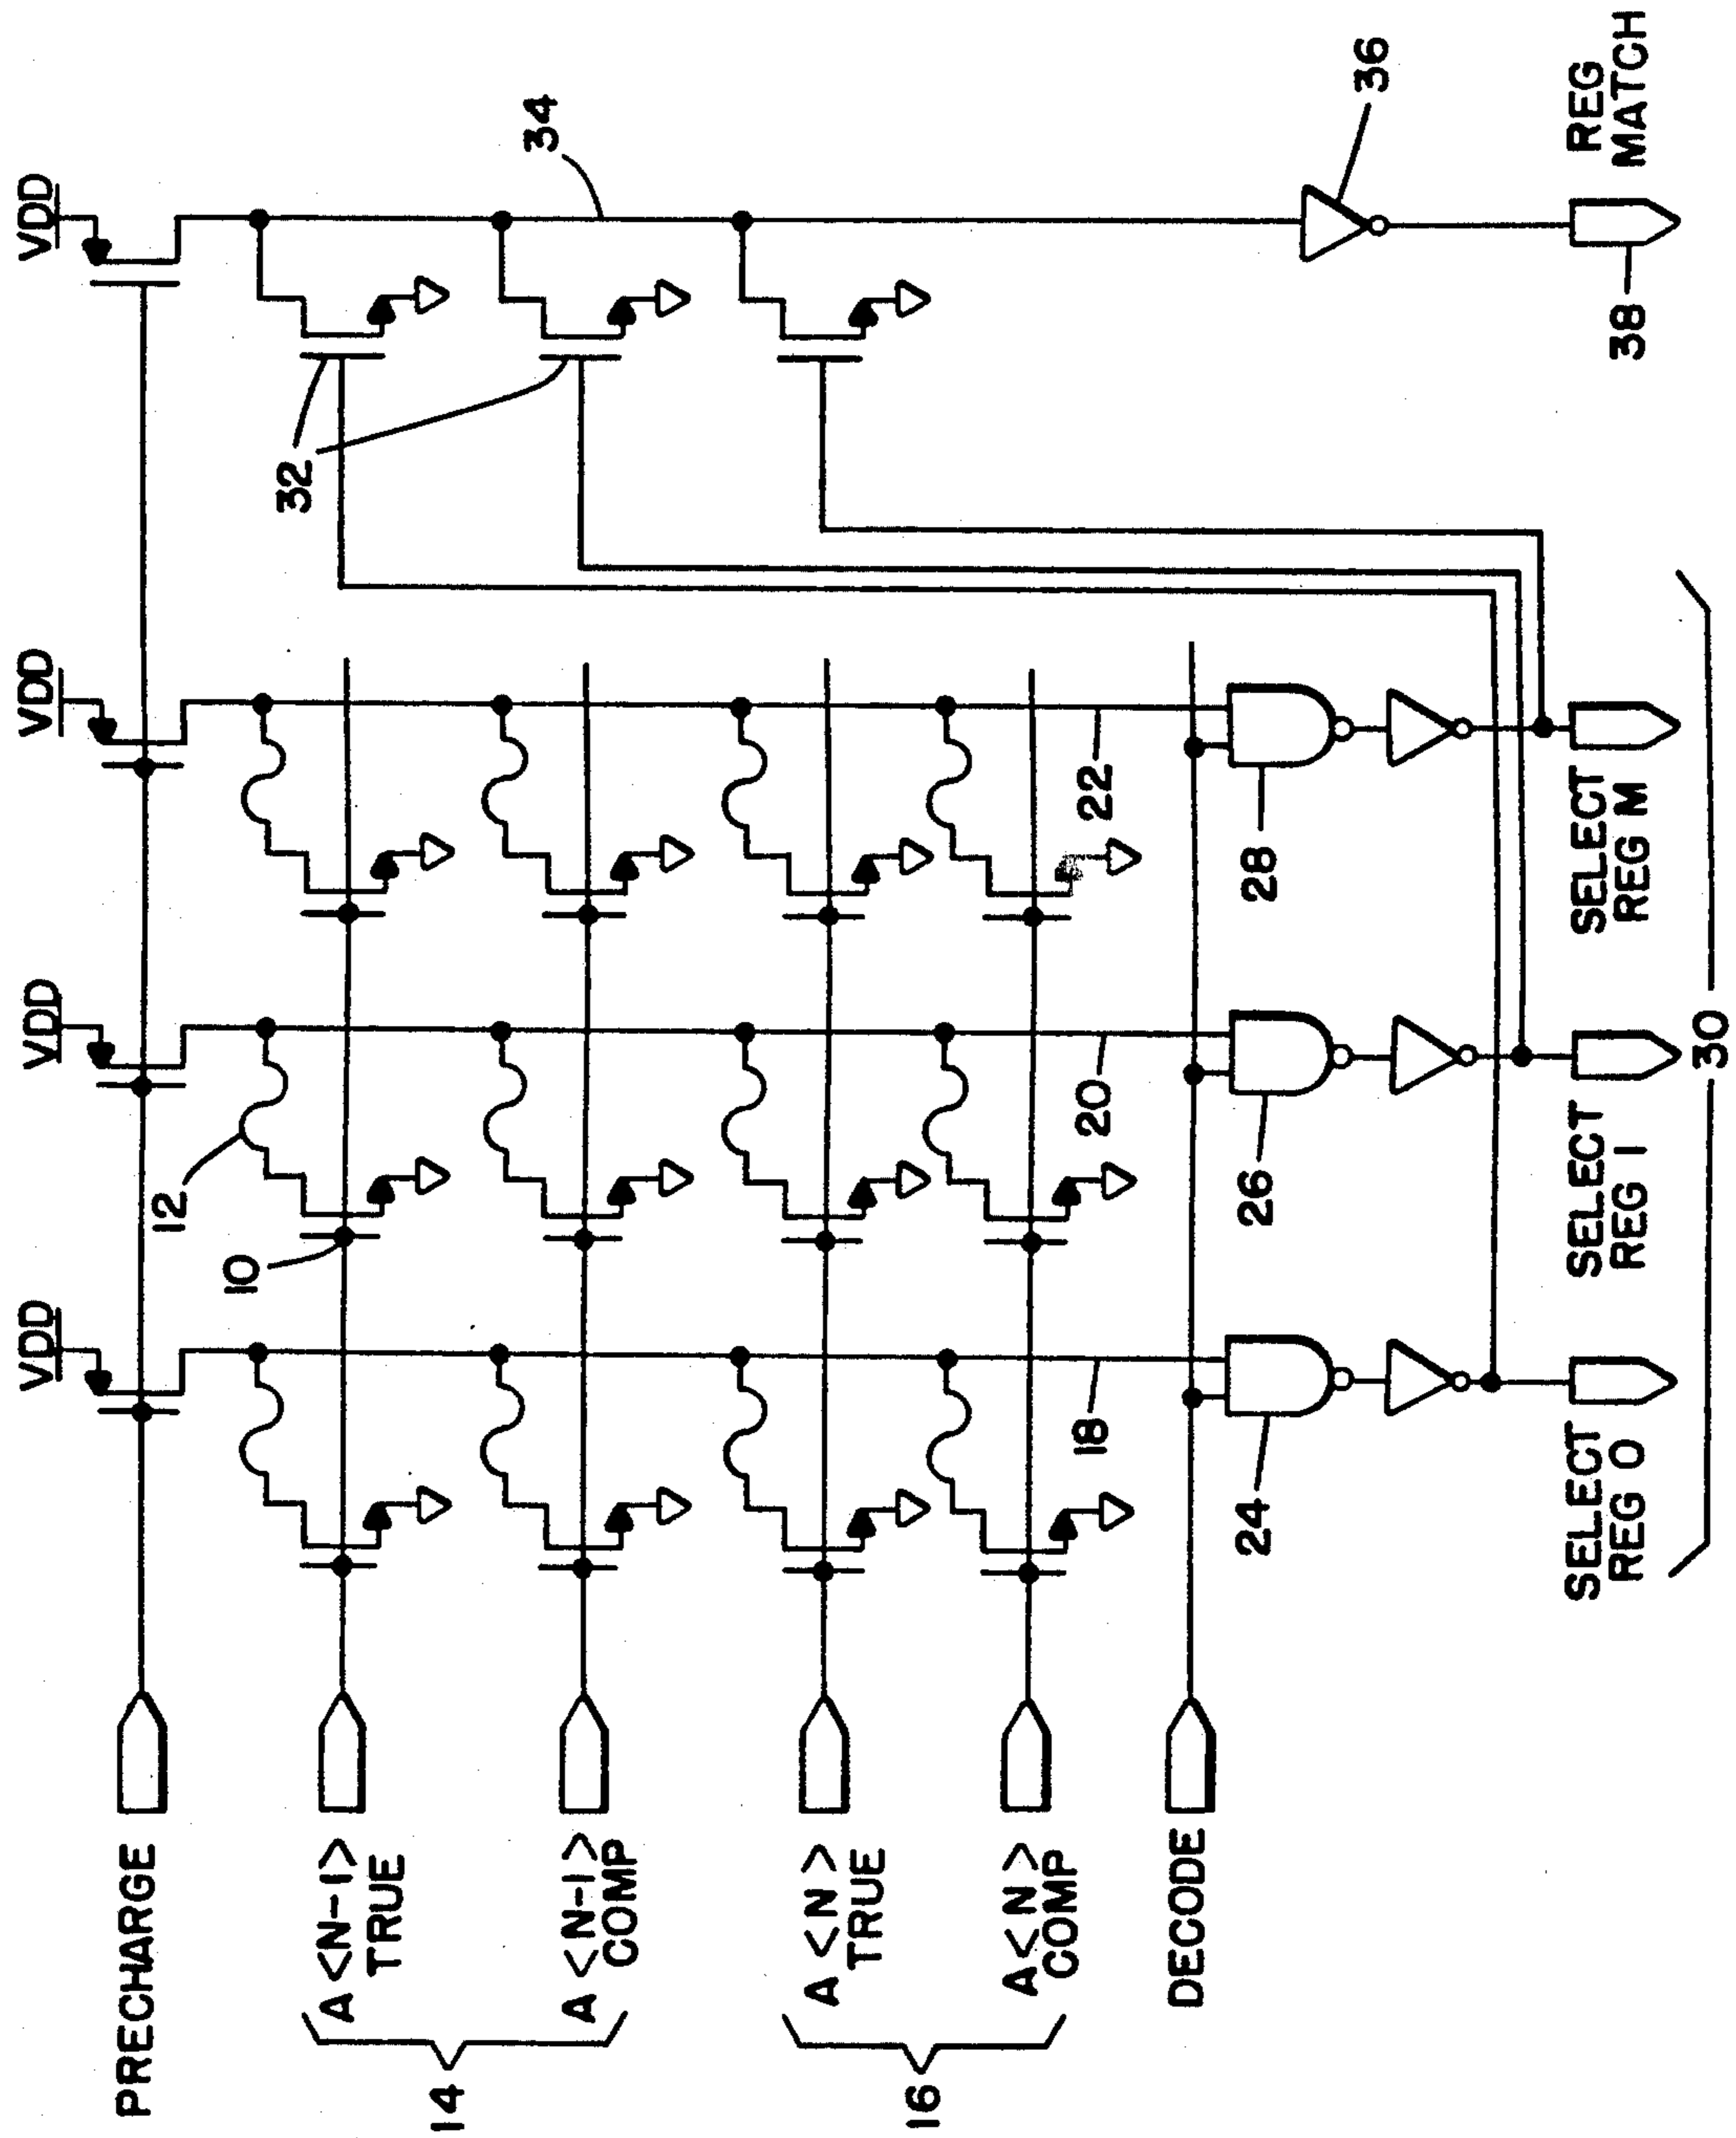 VDD
VDD
VDD
VDD
PRECHARGE
12
10
32
34
A <N-1>
TRUE
14
A <N-1>
COMP
A <N>
TRUE
16
A <N>
COMP
18
20
22
DECODE
24
26
28
36
SELECT
REG 0
SELECT
REG 1
SELECT
REG M
38
REG
MATCH
30